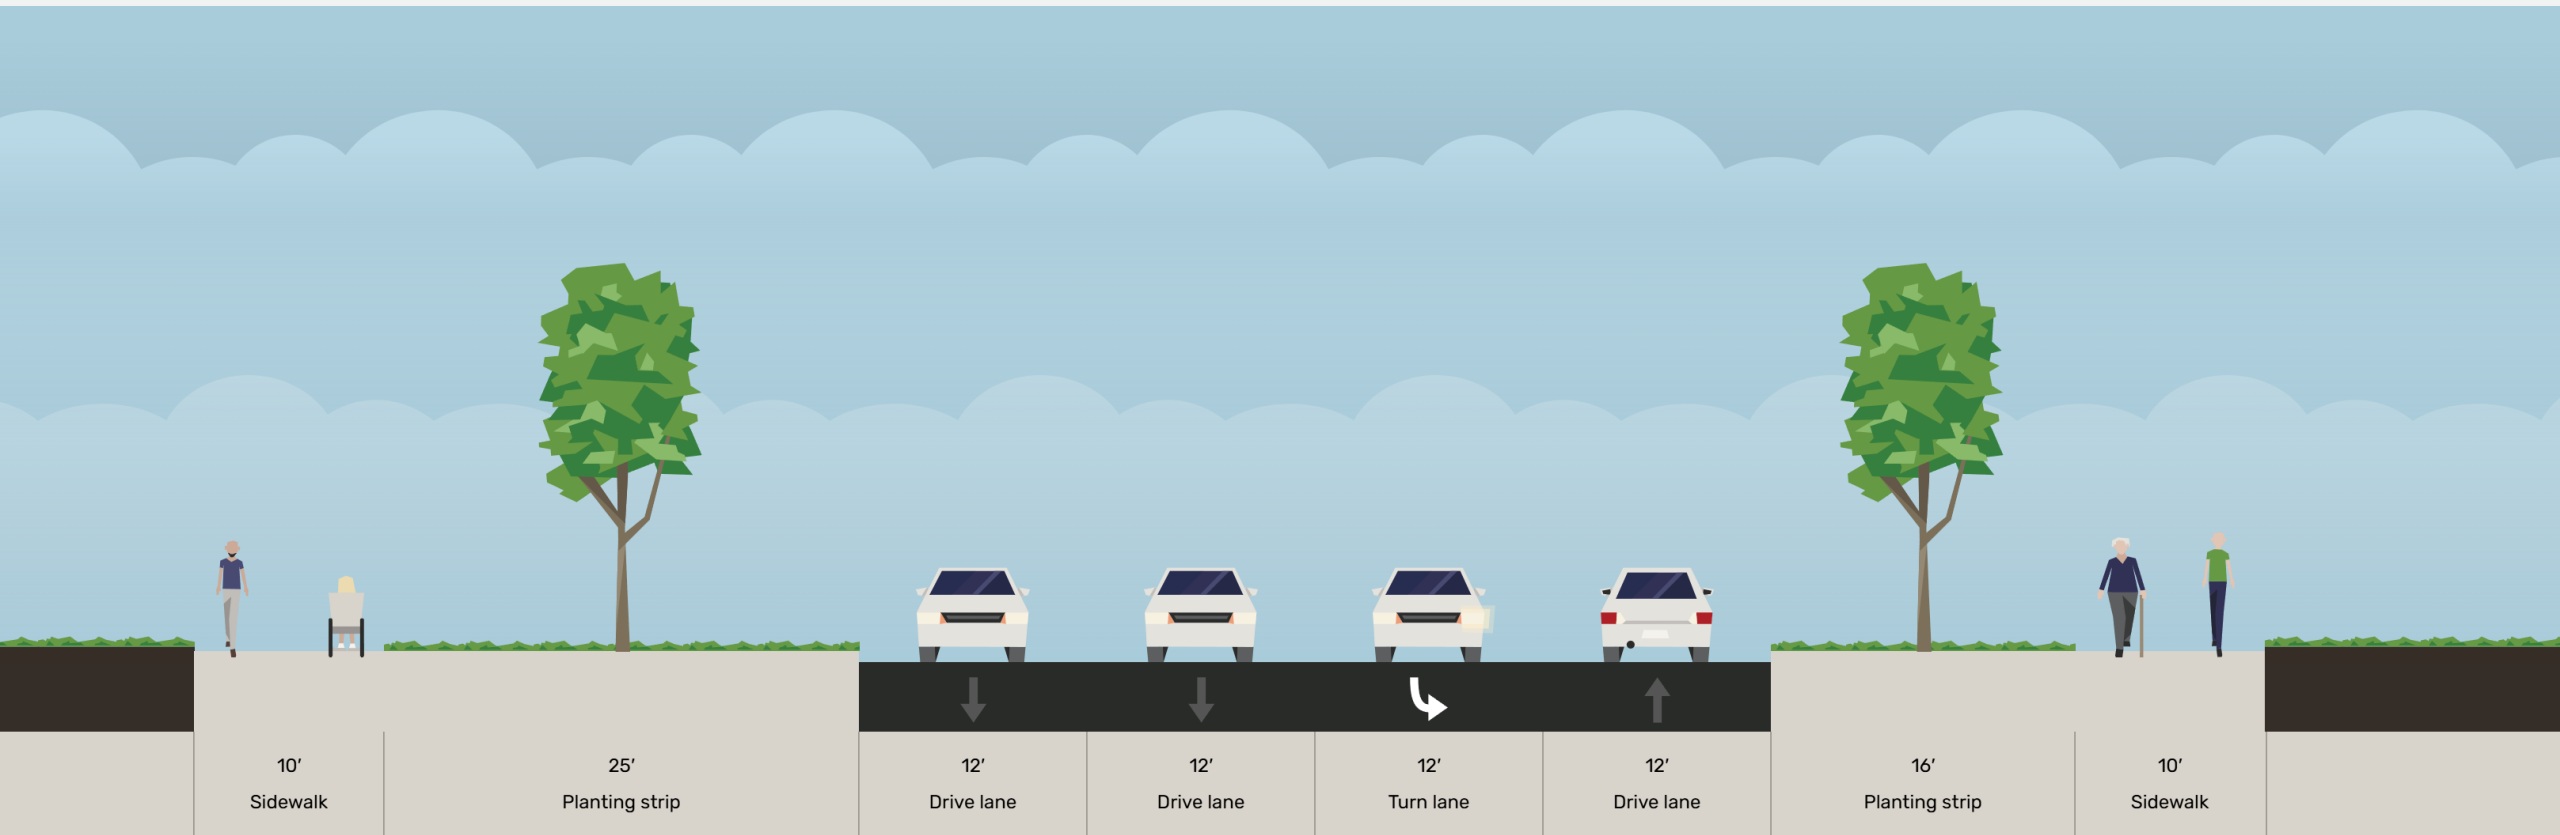 10′
Sidewalk
25′
Planting strip
12′
Drive lane
12′
Drive lane
12′
Turn lane
12′
Drive lane
16′
Planting strip
10′
Sidewalk